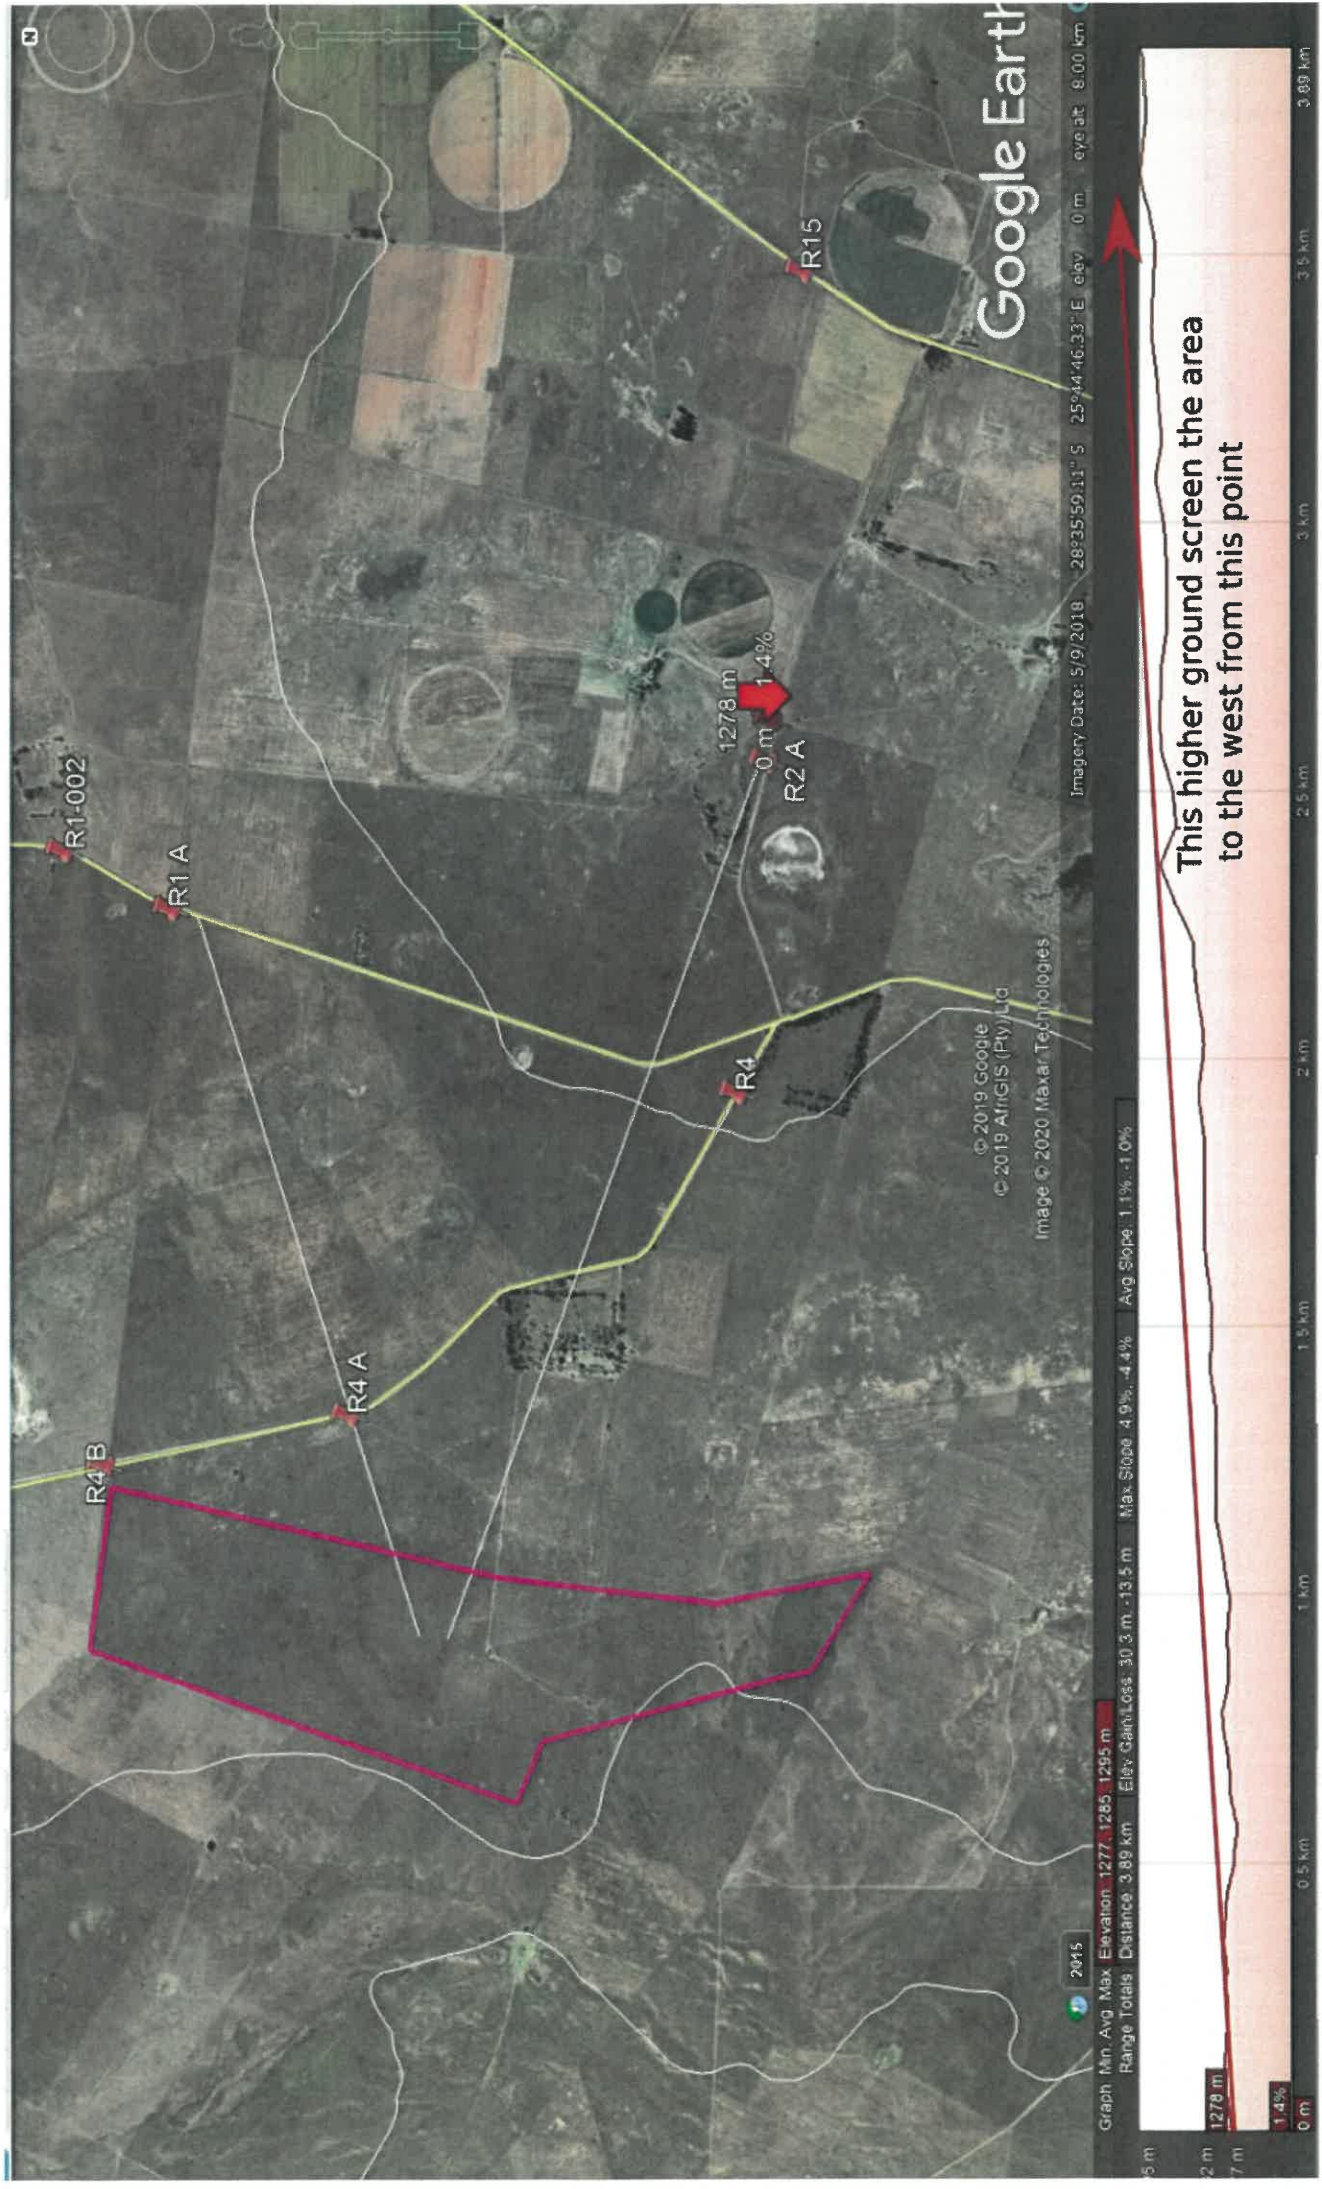 N
R1-002
R1 A
R4 B
R4 A
R4
R15
1278 m
1.4%
0 m
R2 A
© 2019 Google
© 2019 AfriGIS (Pty) Ltd
Image © 2020 Maxar Technologies
Google Earth
2015
Imagery Date: 5/9/2018 28°35'59.11" S 25°44'46.33" E elev 0 m eye alt 8.00 km
Graph: Min, Avg, Max Elevation: 1277, 1285, 1295 m
Range Totals: Distance: 3.89 km Elev Gain/Loss: 30.3 m, -13.5 m Max Slope: 4.9%, -4.4% Avg Slope: 1.1%, -1.0%
This higher ground screen the area
to the west from this point
5 m
2 m
7 m
1278 m
1.4%
0 m
0.5 km
1 km
1.5 km
2 km
2.5 km
3 km
3.5 km
3.89 km